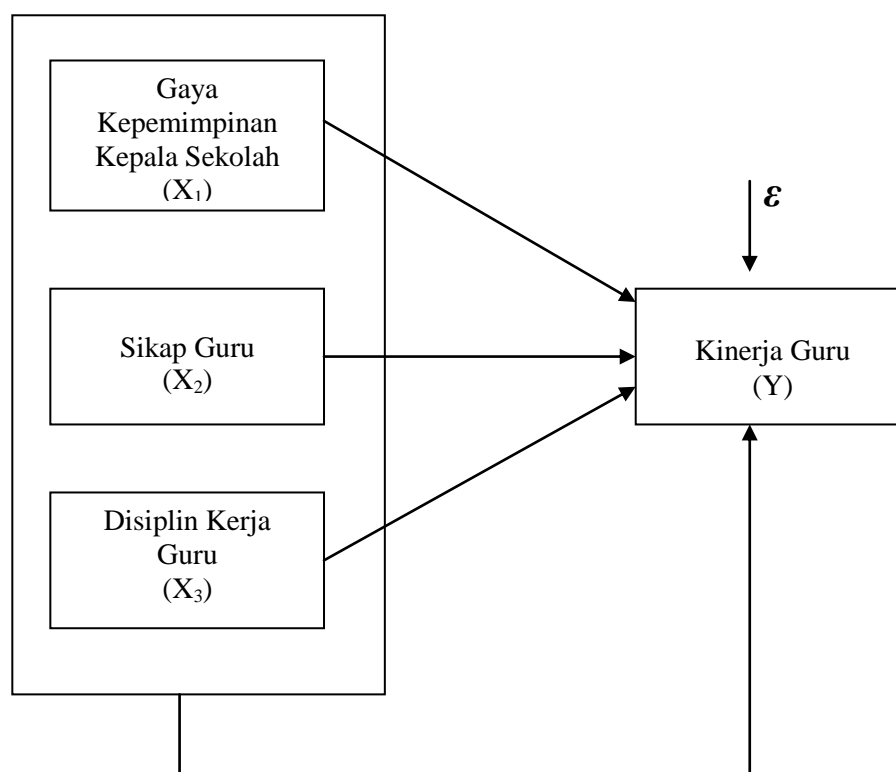 Gaya
Kepemimpinan
Kepala Sekolah
(X₁)
ε
Sikap Guru
(X₂)
Kinerja Guru
(Y)
Disiplin Kerja
Guru
(X₃)